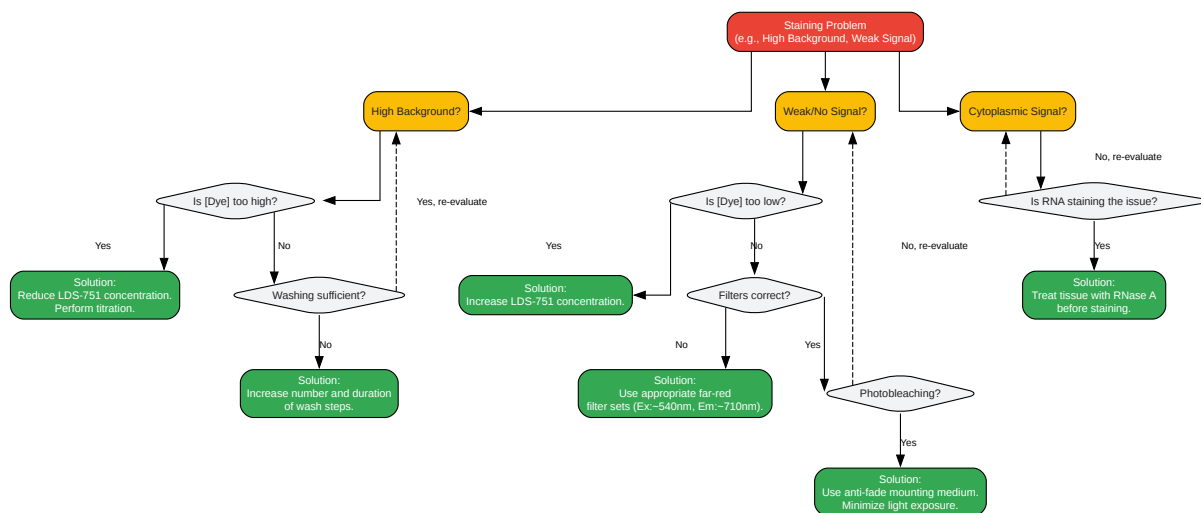 Staining Problem
(e.g., High Background, Weak Signal)
High Background?
Weak/No Signal?
Cytoplasmic Signal?
No, re-evaluate
Is [Dye] too high?
Yes, re-evaluate
Is [Dye] too low?
Is RNA staining the issue?
Yes
No
Yes
No
No, re-evaluate
Yes
Solution:
Reduce LDS-751 concentration.
Perform titration.
Washing sufficient?
Solution:
Increase LDS-751 concentration.
Filters correct?
Solution:
Treat tissue with RNase A
before staining.
No
No
Yes
Solution:
Increase number and duration
of wash steps.
Solution:
Use appropriate far-red
filter sets (Ex:~540nm, Em:~710nm).
Photobleaching?
Yes
Solution:
Use anti-fade mounting medium.
Minimize light exposure.